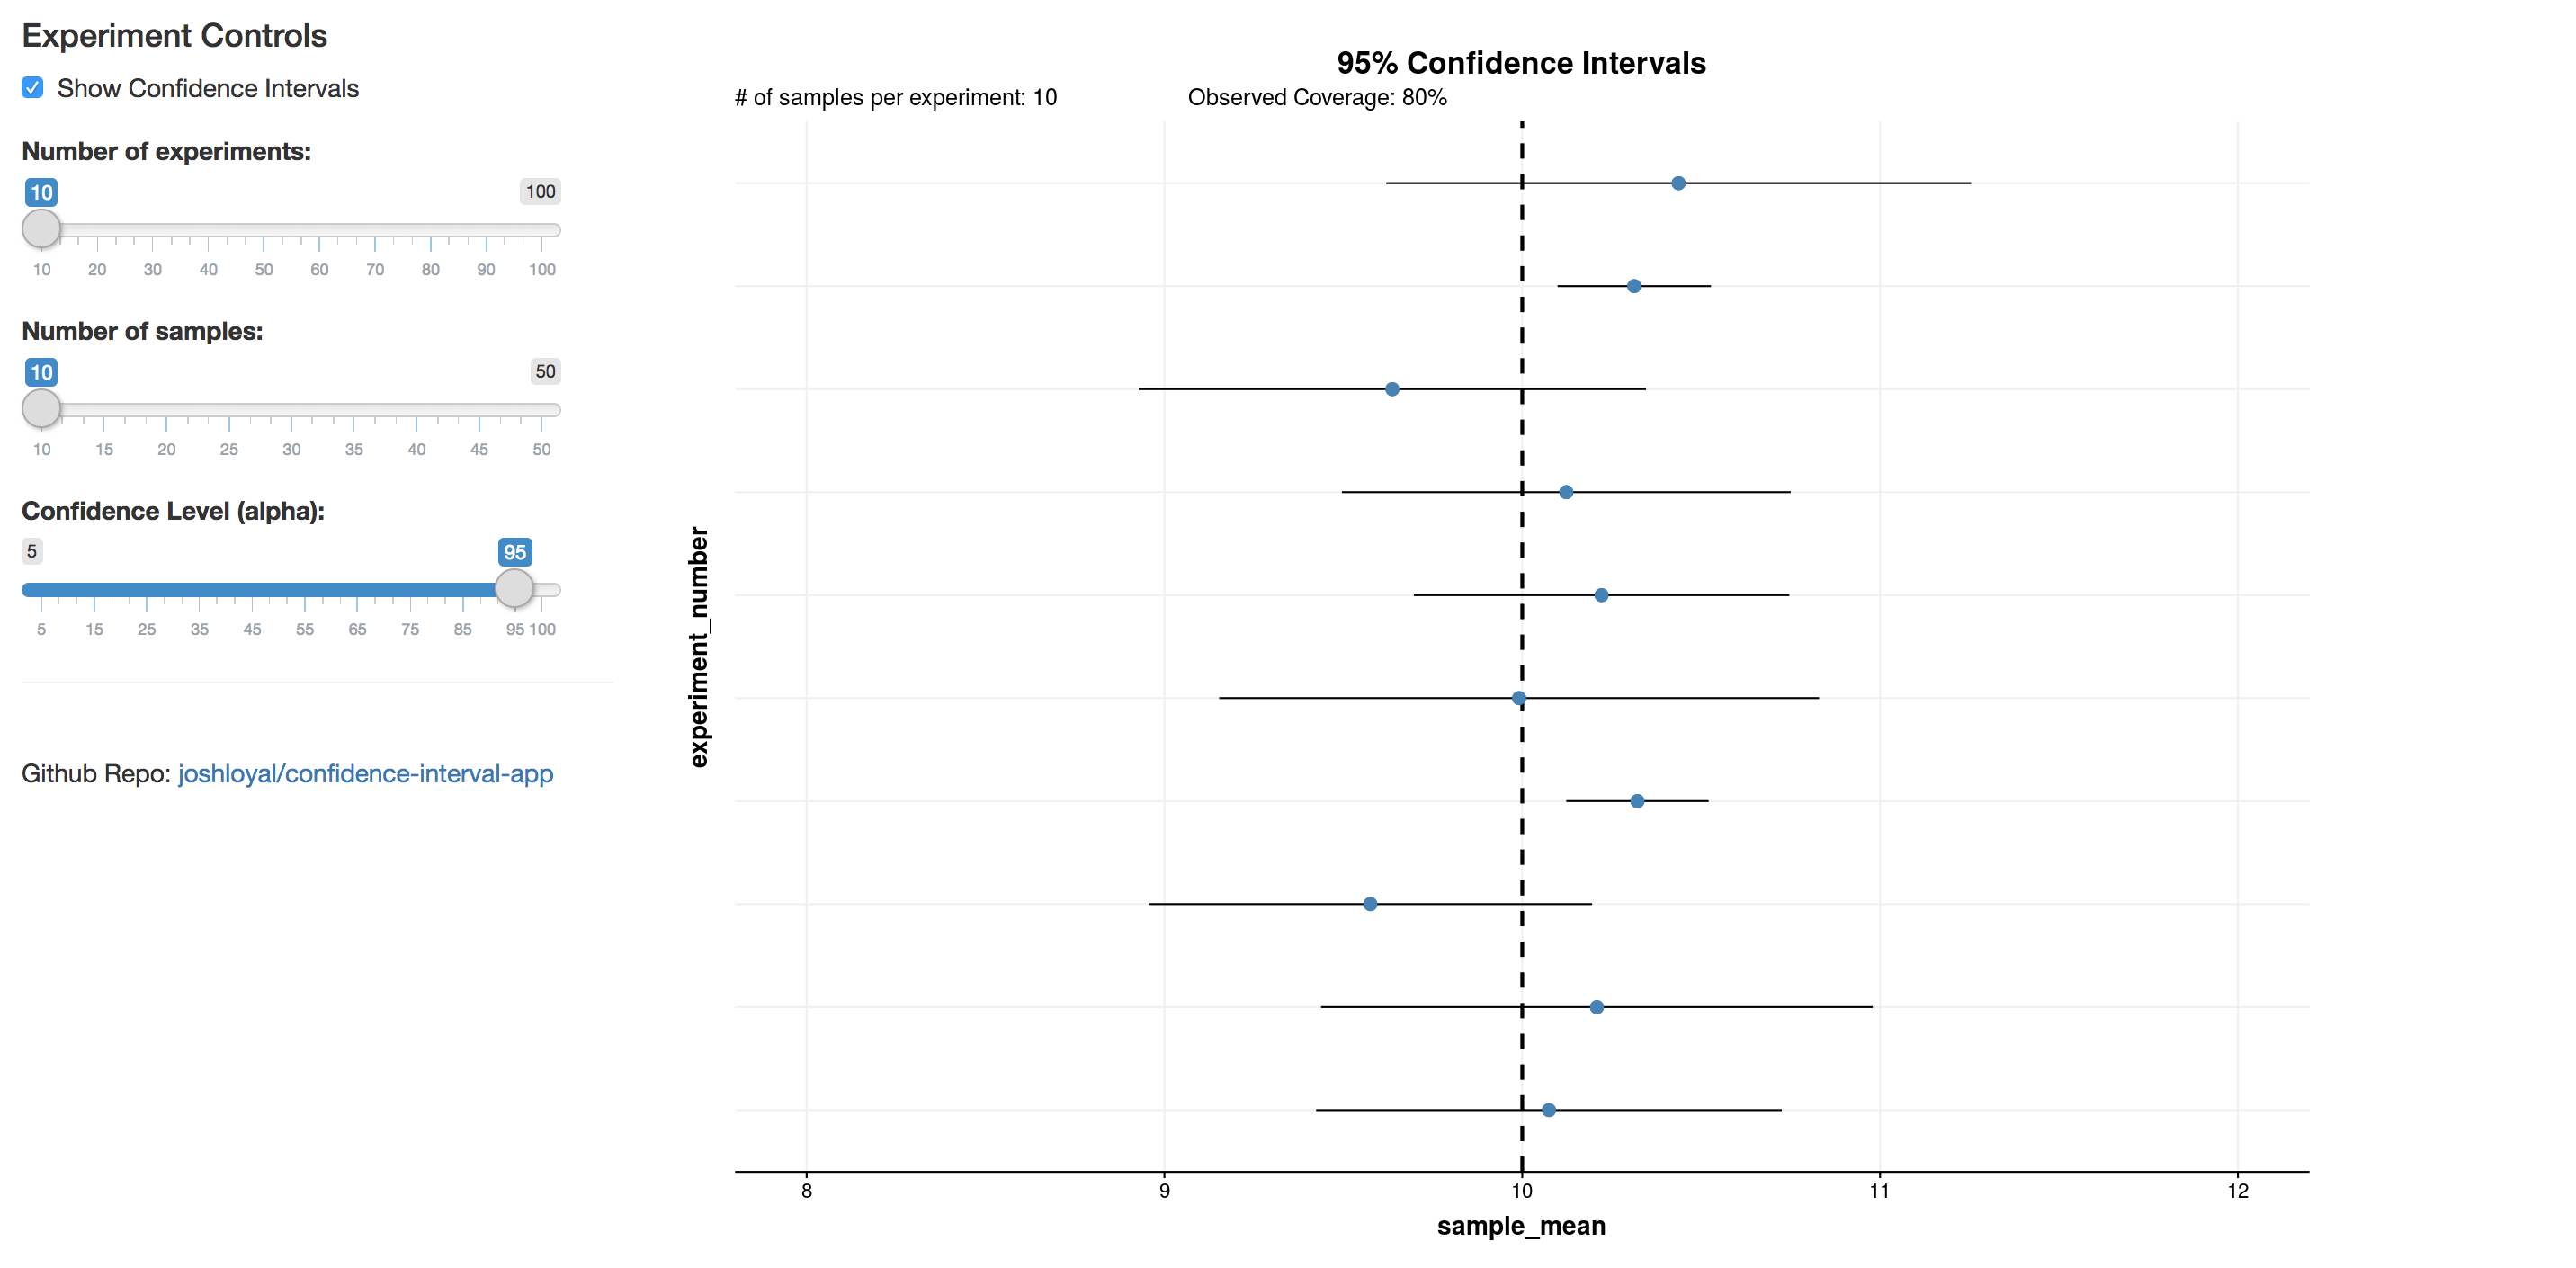 Experiment Controls
Show Confidence Intervals
Number of experiments:
10 100
10 20 30 40 50 60 70 80 90 100
Number of samples:
10 50
10 15 20 25 30 35 40 45 50
Confidence Level (alpha):
5 95
5 15 25 35 45 55 65 75 85 95 100
Github Repo: joshloyal/confidence-interval-app
95% Confidence Intervals
# of samples per experiment: 10 Observed Coverage: 80%
experiment_number
8 9 10 11 12
sample_mean